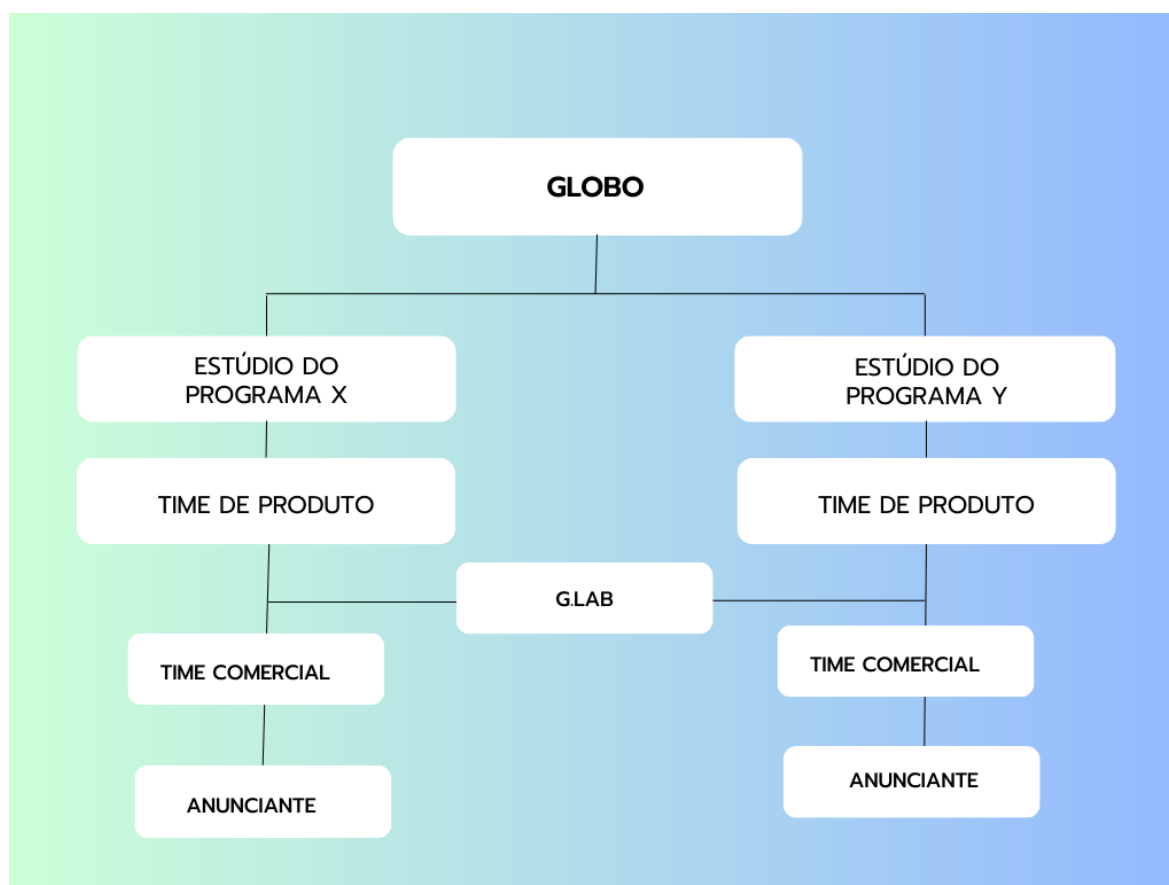 GLOBO
ESTÚDIO DO
PROGRAMA X
ESTÚDIO DO
PROGRAMA Y
TIME DE PRODUTO
TIME DE PRODUTO
G.LAB
TIME COMERCIAL
TIME COMERCIAL
ANUNCIANTE
ANUNCIANTE